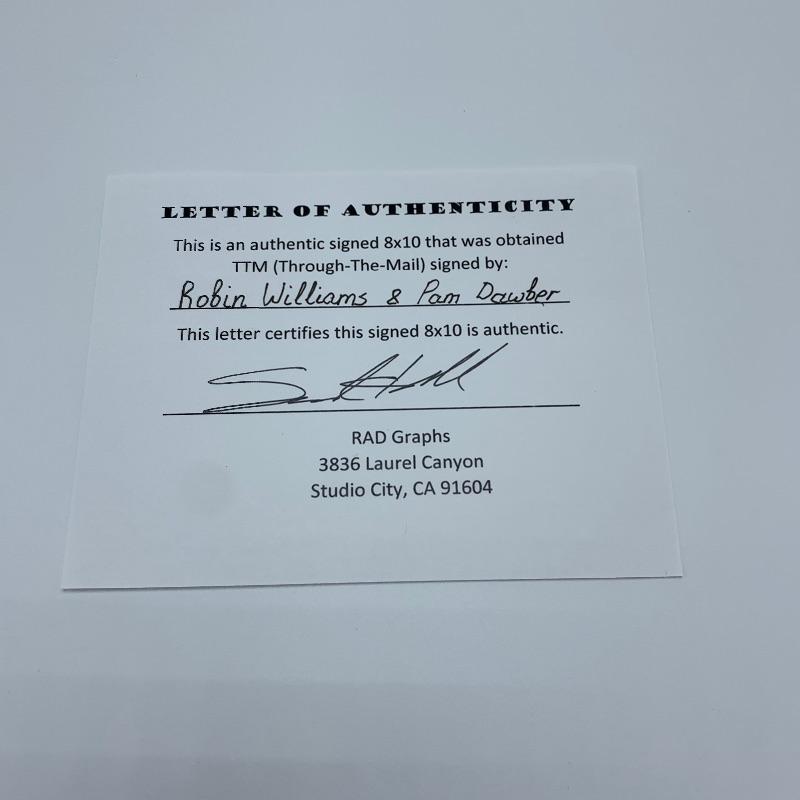 LETTER OF AUTHENTICITY
This is an authentic signed 8x10 that was obtained
TTM (Through-The-Mail) signed by:
Robin Williams & Pam Dawber
This letter certifies this signed 8x10 is authentic.
RAD Graphs
3836 Laurel Canyon
Studio City, CA 91604